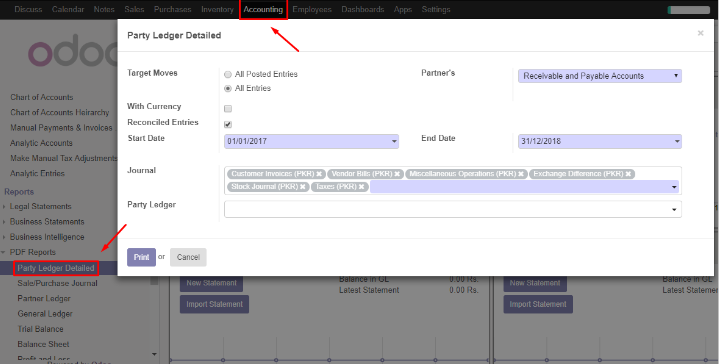 Discuss Calendar Notes Sales Purchases Inventory Accounting Employees Dashboards Apps Settings
odoo
Chart of Accounts
Chart of Accounts Heirarchy
Manual Payments & Invoices
Analytic Accounts
Make Manual Tax Adjustments
Analytic Entries
Reports
Legal Statements
Business Statements
Business Intelligence
PDF Reports
Party Ledger Detailed
Sale/Purchase Journal
Partner Ledger
General Ledger
Trial Balance
Balance Sheet
Profit and Loss
Powered by Odoo
Party Ledger Detailed ×
Target Moves All Posted Entries
All Entries
Partner's Receivable and Payable Accounts
With Currency
Reconciled Entries
Start Date 01/01/2017 End Date 31/12/2018
Journal Customer Invoices (PKR) × Vendor Bills (PKR) × Miscellaneous Operations (PKR) × Exchange Difference (PKR) ×
Stock Journal (PKR) × Taxes (PKR) ×
Party Ledger
Print or Cancel
New Statement Balance in GL 0.00 Rs.
Import Statement Latest Statement 0.00 Rs.
New Statement Balance in GL
Import Statement Latest Statement